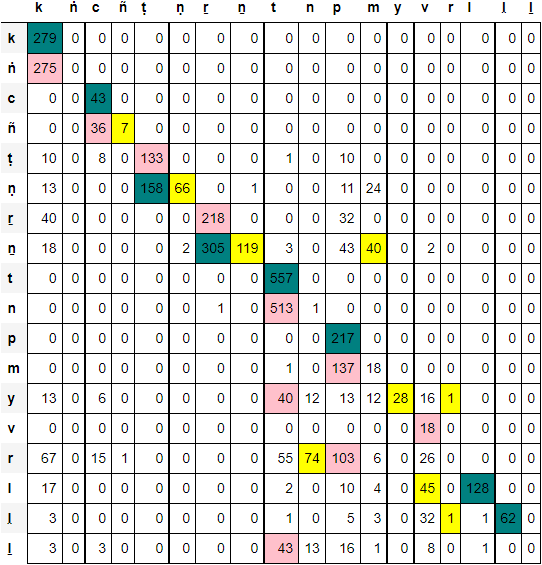 k ṅ c ñ ṭ ṇ ṟ ṉ t n p m y v r l ḷ ḻ
k 279 0 0 0 0 0 0 0 0 0 0 0 0 0 0 0 0 0
ṅ 275 0 0 0 0 0 0 0 0 0 0 0 0 0 0 0 0 0
c 0 0 43 0 0 0 0 0 0 0 0 0 0 0 0 0 0 0
ñ 0 0 36 7 0 0 0 0 0 0 0 0 0 0 0 0 0 0
ṭ 10 0 8 0 133 0 0 0 1 0 10 0 0 0 0 0 0 0
ṇ 13 0 0 0 158 66 0 1 0 0 11 24 0 0 0 0 0 0
ṟ 40 0 0 0 0 0 218 0 0 0 32 0 0 0 0 0 0 0
ṉ 18 0 0 0 0 2 305 119 3 0 43 40 0 2 0 0 0 0
t 0 0 0 0 0 0 0 0 557 0 0 0 0 0 0 0 0 0
n 0 0 0 0 0 0 1 0 513 1 0 0 0 0 0 0 0 0
p 0 0 0 0 0 0 0 0 0 0 217 0 0 0 0 0 0 0
m 0 0 0 0 0 0 0 0 1 0 137 18 0 0 0 0 0 0
y 13 0 6 0 0 0 0 0 40 12 13 12 28 16 1 0 0 0
v 0 0 0 0 0 0 0 0 0 0 0 0 0 18 0 0 0 0
r 67 0 15 1 0 0 0 0 55 74 103 6 0 26 0 0 0 0
l 17 0 0 0 0 0 0 0 2 0 10 4 0 45 0 128 0 0
ḷ 3 0 0 0 0 0 0 0 1 0 5 3 0 32 1 1 62 0
ḻ 3 0 3 0 0 0 0 0 43 13 16 1 0 8 0 1 0 0